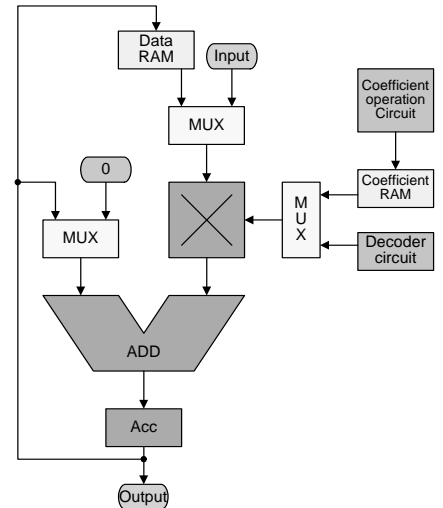 Data
RAM
Input
Coefficient
operation
Circuit
MUX
0
Coefficient
RAM
M
U
X
MUX
Decoder
circuit
ADD
Acc
Output